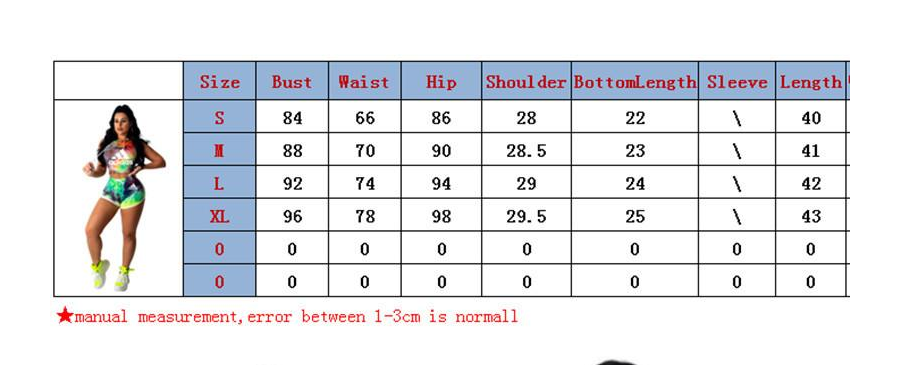 Size Bust Waist Hip Shoulder BottomLength Sleeve Length
S 84 66 86 28 22 \ 40
M 88 70 90 28.5 23 \ 41
L 92 74 94 29 24 \ 42
XL 96 78 98 29.5 25 \ 43
0 0 0 0 0 0 0 0
0 0 0 0 0 0 0 0
★manual measurement,error between 1-3cm is normall